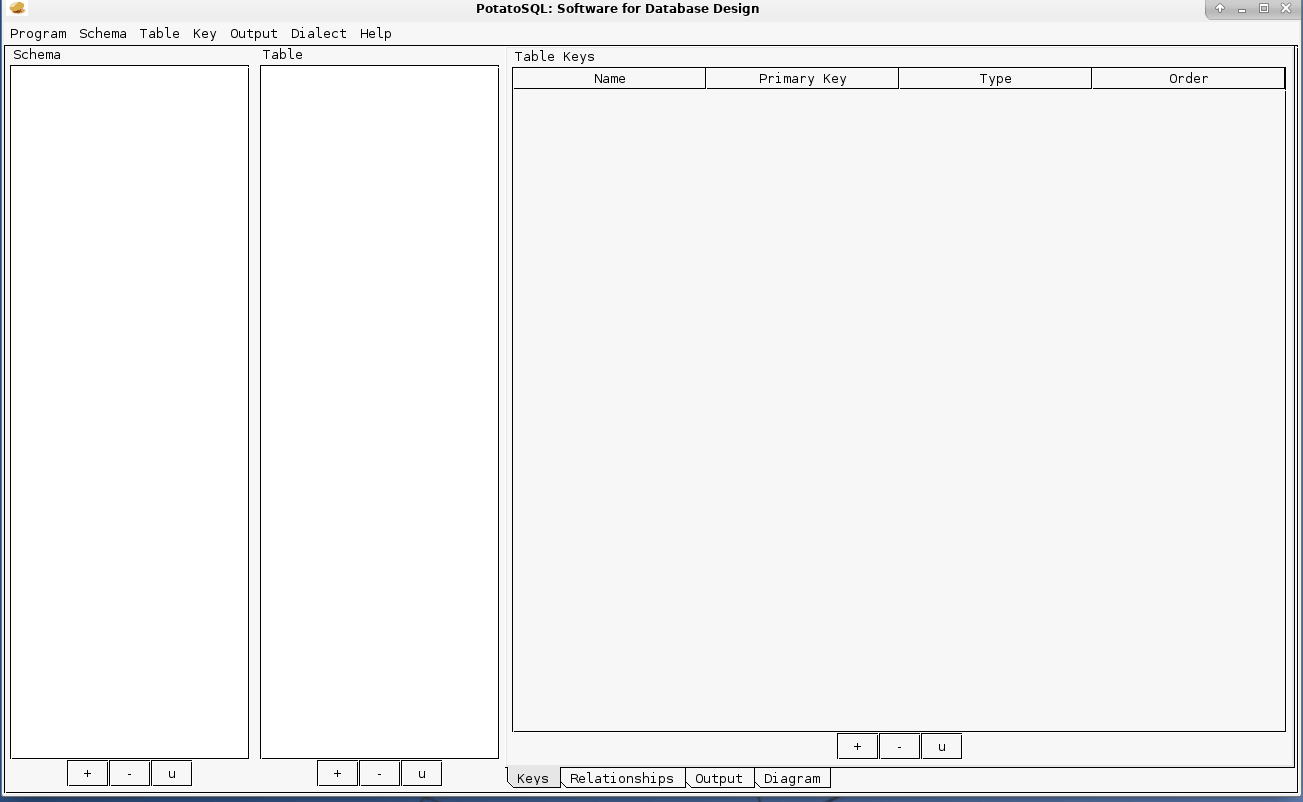 PotatoSQL: Software for Database Design
Program Schema Table Key Output Dialect Help
Schema
Table
Table Keys
Name Primary Key Type Order
+ - u
+ - u
+ - u
Keys Relationships Output Diagram